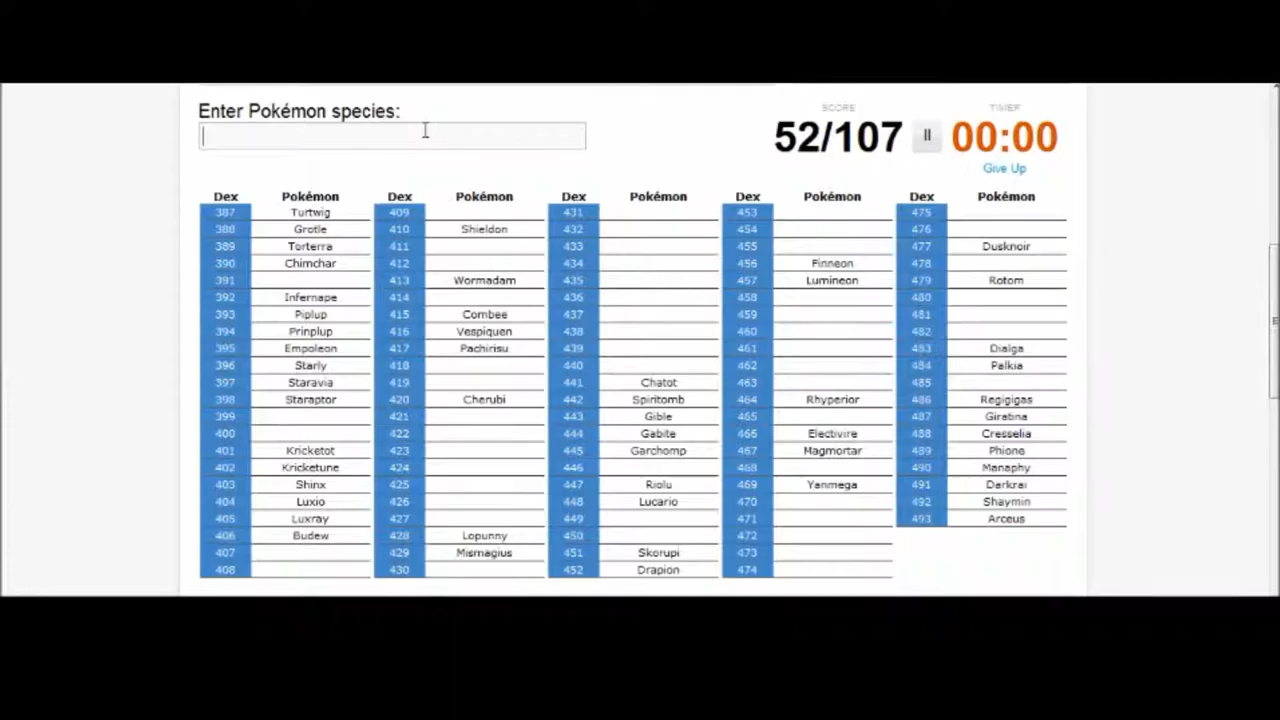 Enter Pokémon species:
SCORE TIMER
52/107 00:00
Give Up
Dex Pokémon Dex Pokémon Dex Pokémon Dex Pokémon Dex Pokémon
387 Turtwig 409 431 453 475
388 Grotle 410 Shieldon 432 454 476
389 Torterra 411 433 455 477 Dusknoir
390 Chimchar 412 434 456 Finneon 478
391 413 Wormadam 435 457 Lumineon 479 Rotom
392 Infernape 414 436 458 480
393 Piplup 415 Combee 437 459 481
394 Prinplup 416 Vespiquen 438 460 482
395 Empoleon 417 Pachirisu 439 461 483 Dialga
396 Starly 418 440 462 484 Palkia
397 Staravia 419 441 Chatot 463 485
398 Staraptor 420 Cherubi 442 Spiritomb 464 Rhyperior 486 Regigigas
399 421 443 Gible 465 487 Giratina
400 422 444 Gabite 466 Electivire 488 Cresselia
401 Kricketot 423 445 Garchomp 467 Magmortar 489 Phione
402 Kricketune 424 446 468 490 Manaphy
403 Shinx 425 447 Riolu 469 Yanmega 491 Darkrai
404 Luxio 426 448 Lucario 470 492 Shaymin
405 Luxray 427 449 471 493 Arceus
406 Budew 428 Lopunny 450 472
407 429 Mismagius 451 Skorupi 473
408 430 452 Drapion 474